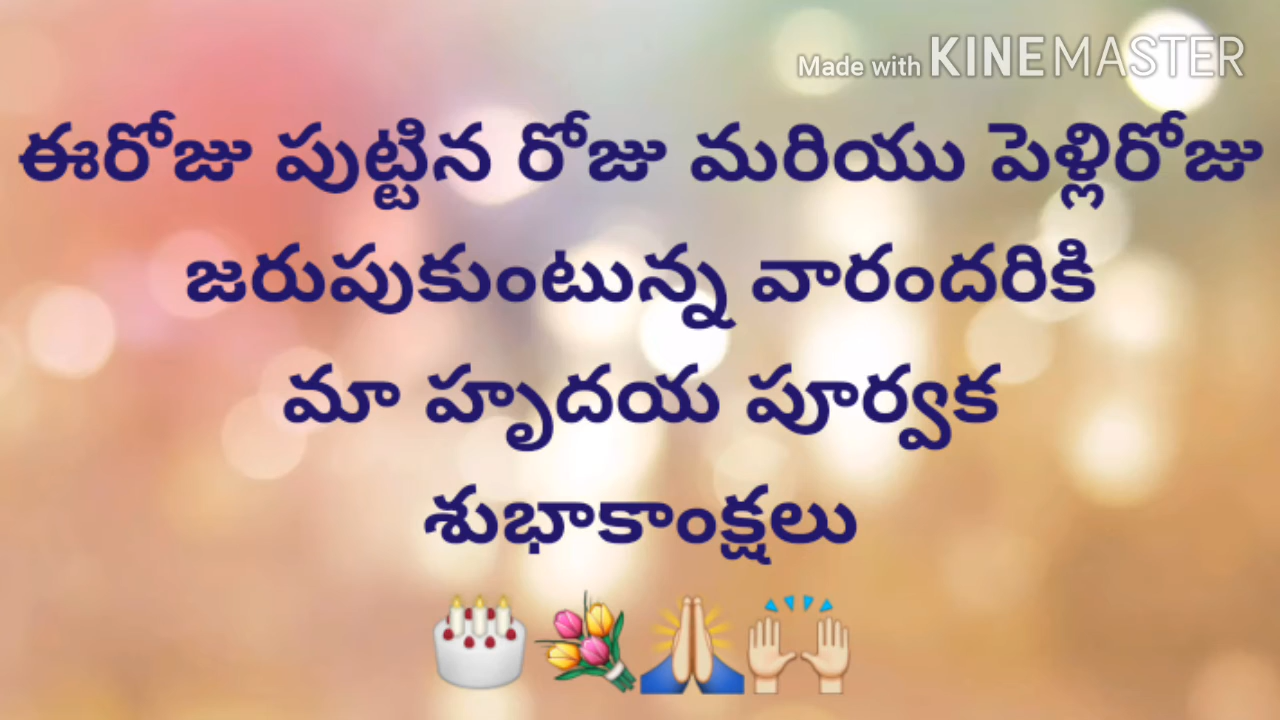 Made with KINEMASTER
ఈరోజు పుట్టిన రోజు మరియు పెళ్లిరోజు
జరుపుకుంటున్న వారందరికి
మా హృదయ పూర్వక
శుభాకాంక్షలు
🎂💐🙏🙌